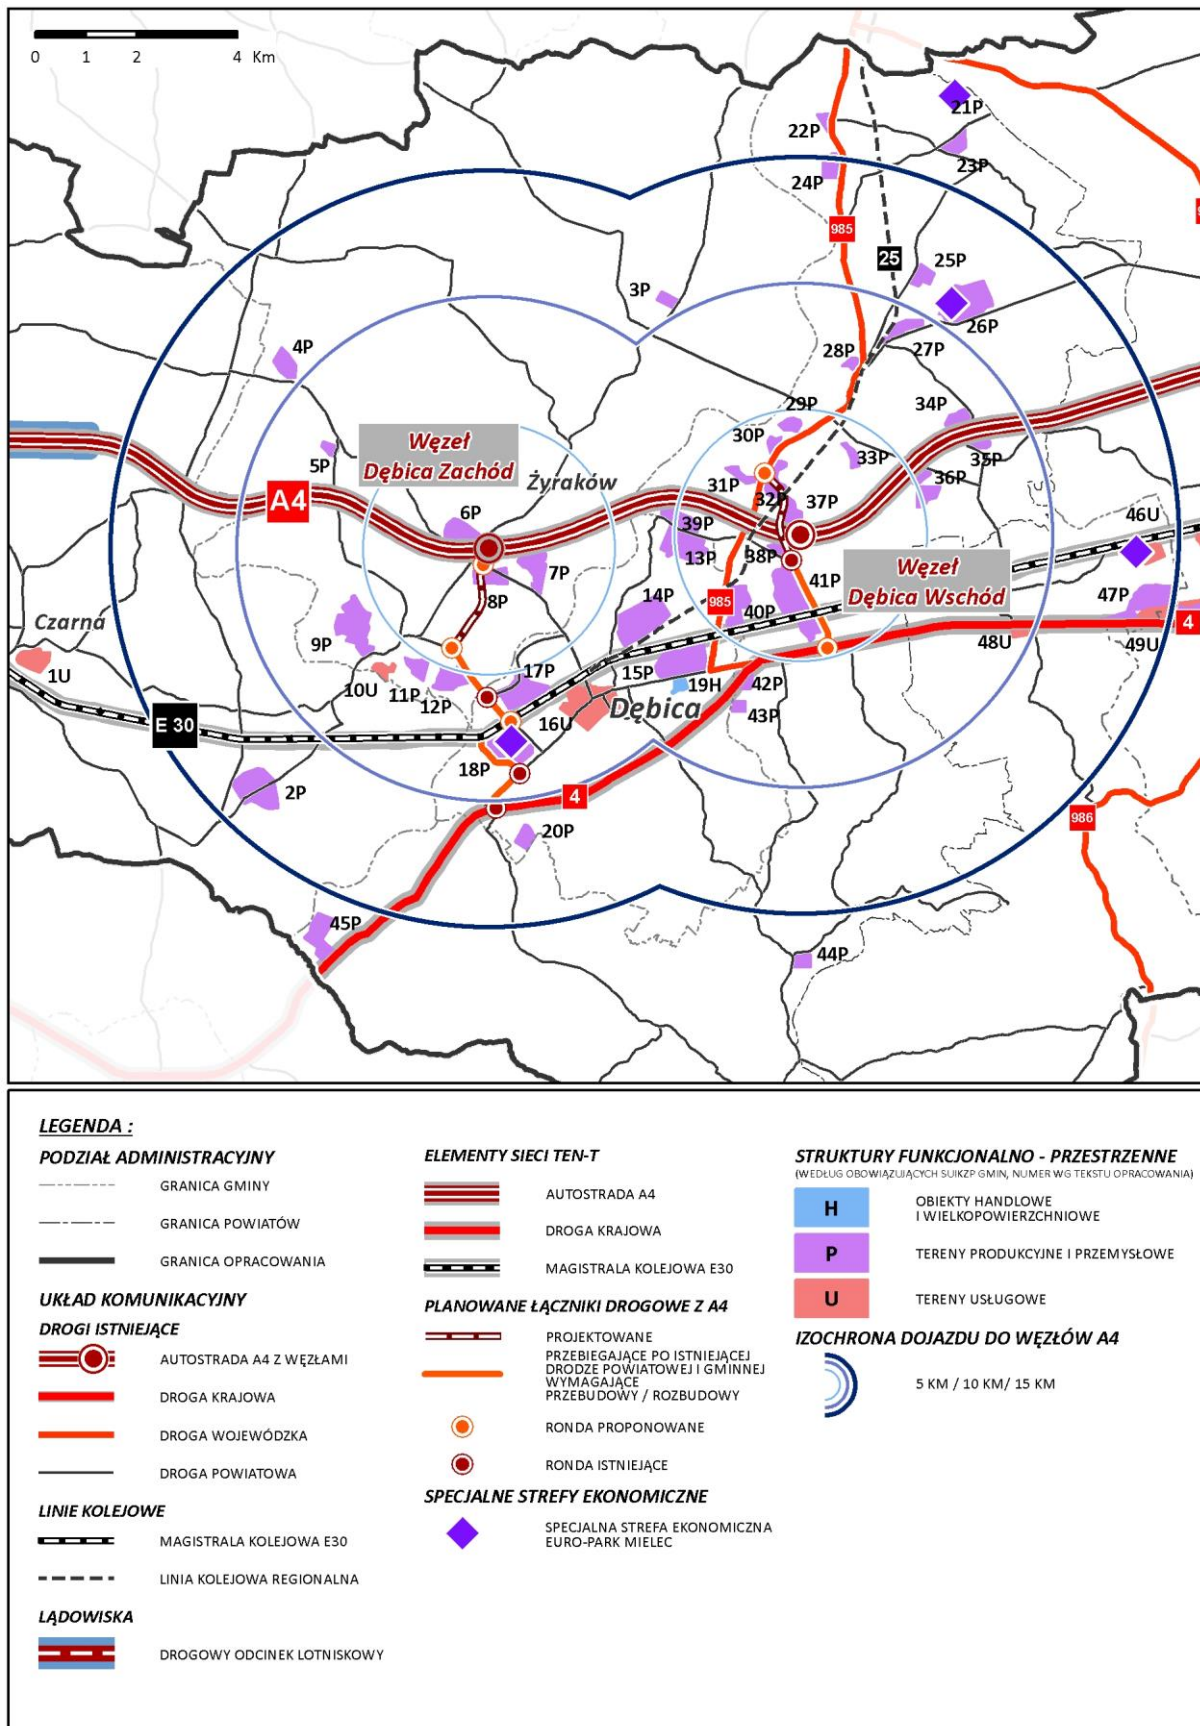 0 1 2 4 Km
21P
22P
23P
24P
985
9
25
25P
3P
26P
27P
4P
28P
29P
34P
30P
Węzeł
Dębica Zachód
5P
33P
35P
Żyraków
31P
32P
36P
A4
6P
37P
39P
46U
13P
38P
7P
41P
Węzeł
Dębica Wschód
8P
14P
985
40P
47P
Czarna
4
9P
48U
49U
1U
10U
11P
12P
17P
15P
19H
42P
16U
Dębica
43P
E 30
18P
2P
4
986
20P
45P
44P
LEGENDA :
PODZIAŁ ADMINISTRACYJNY
GRANICA GMINY
GRANICA POWIATÓW
GRANICA OPRACOWANIA
UKŁAD KOMUNIKACYJNY
DROGI ISTNIEJĄCE
AUTOSTRADA A4 Z WĘZŁAMI
DROGA KRAJOWA
DROGA WOJEWÓDZKA
DROGA POWIATOWA
LINIE KOLEJOWE
MAGISTRALA KOLEJOWA E30
LINIA KOLEJOWA REGIONALNA
LĄDOWISKA
DROGOWY ODCINEK LOTNISKOWY
ELEMENTY SIECI TEN-T
AUTOSTRADA A4
DROGA KRAJOWA
MAGISTRALA KOLEJOWA E30
PLANOWANE ŁĄCZNIKI DROGOWE Z A4
PROJEKTOWANE
PRZEBIEGAJĄCE PO ISTNIEJĄCEJ
DRODZE POWIATOWEJ I GMINNEJ
WYMAGAJĄCE
PRZEBUDOWY / ROZBUDOWY
RONDA PROPONOWANE
RONDA ISTNIEJĄCE
SPECJALNE STREFY EKONOMICZNE
SPECJALNA STREFA EKONOMICZNA
EURO-PARK MIELEC
STRUKTURY FUNKCJONALNO - PRZESTRZENNE
(WEDŁUG OBOWIĄZUJĄCYCH SUIKZP GMIN, NUMER WG TEKSTU OPRACOWANIA)
H OBIEKTY HANDLOWE
I WIELKOPOWIERZCHNIOWE
P TERENY PRODUKCYJNE I PRZEMYSŁOWE
U TERENY USŁUGOWE
IZOCHRONA DOJAZDU DO WĘZŁÓW A4
5 KM / 10 KM/ 15 KM